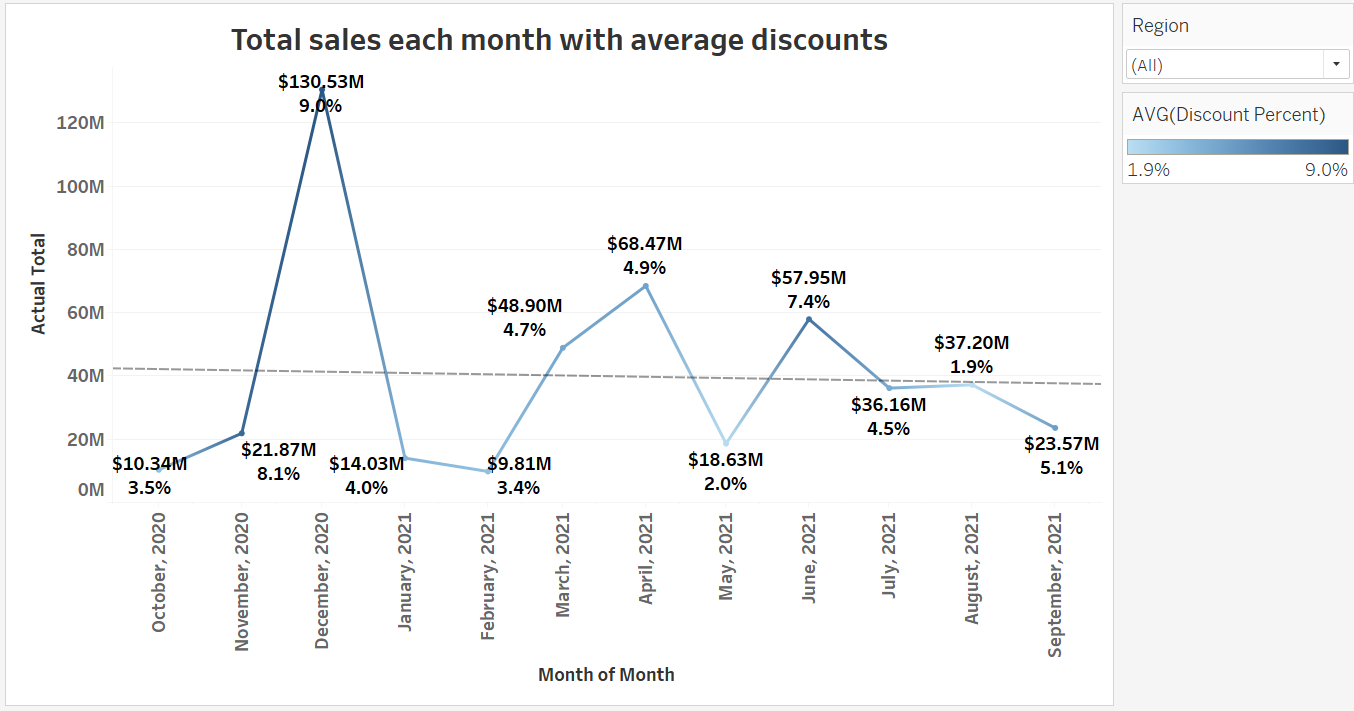 Total sales each month with average discounts
Region
(All)
AVG(Discount Percent)
1.9% 9.0%
Actual Total
120M
100M
80M
60M
40M
20M
0M
$10.34M
3.5%
$21.87M
8.1%
$130.53M
9.0%
$14.03M
4.0%
$9.81M
3.4%
$48.90M
4.7%
$68.47M
4.9%
$18.63M
2.0%
$57.95M
7.4%
$36.16M
4.5%
$37.20M
1.9%
$23.57M
5.1%
October, 2020
November, 2020
December, 2020
January, 2021
February, 2021
March, 2021
April, 2021
May, 2021
June, 2021
July, 2021
August, 2021
September, 2021
Month of Month